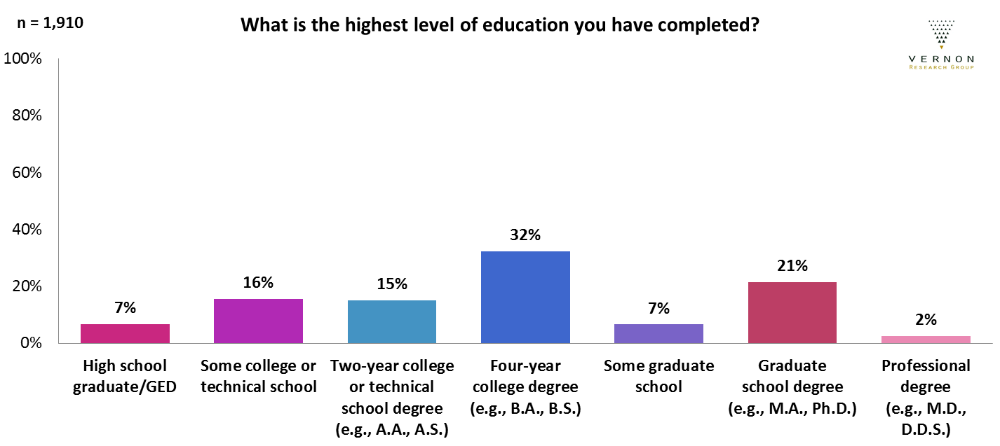 n = 1,910
What is the highest level of education you have completed?
VERNON
RESEARCH GROUP
100%
80%
60%
40%
20%
0%
7%
16%
15%
32%
7%
21%
2%
High school
graduate/GED
Some college or
technical school
Two-year college
or technical
school degree
(e.g., A.A., A.S.)
Four-year
college degree
(e.g., B.A., B.S.)
Some graduate
school
Graduate
school degree
(e.g., M.A., Ph.D.)
Professional
degree
(e.g., M.D.,
D.D.S.)